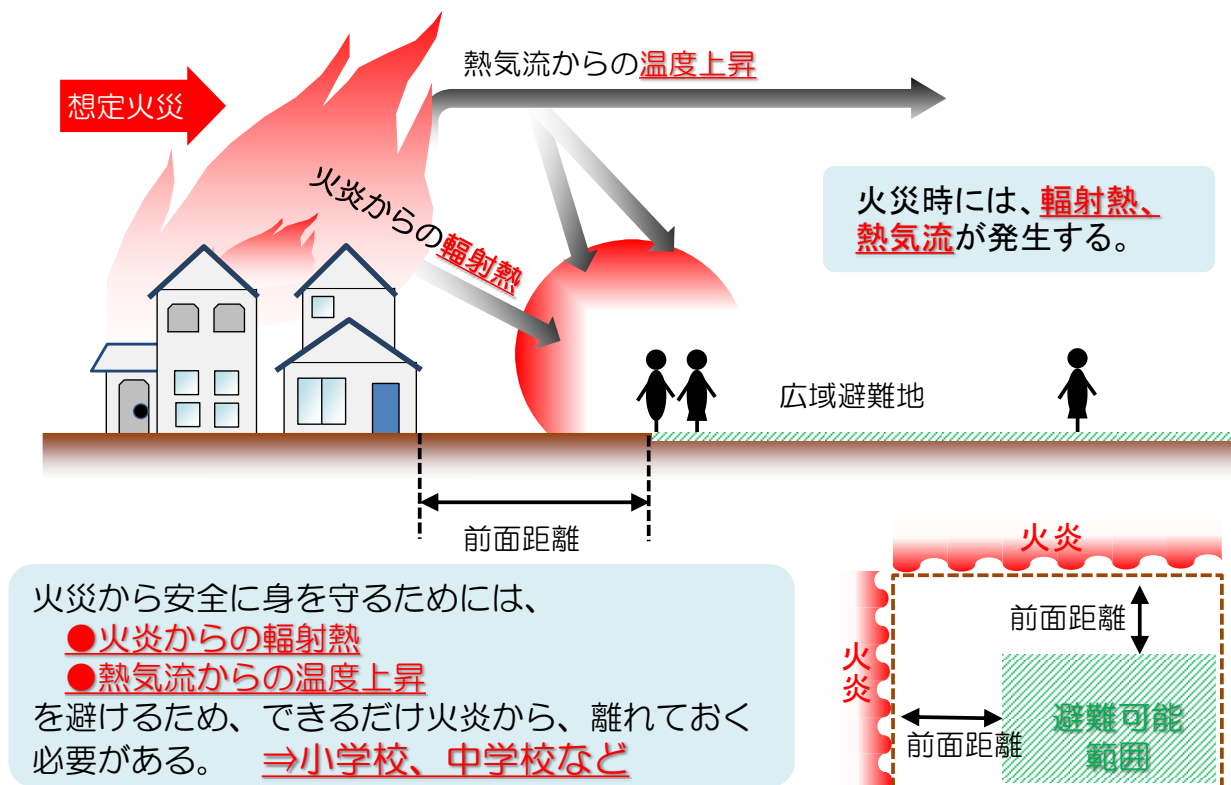 熱気流からの温度上昇
想定火災
火炎からの輻射熱
火災時には、輻射熱、
熱気流が発生する。
広域避難地
前面距離
火災から安全に身を守るためには、
●火炎からの輻射熱
●熱気流からの温度上昇
を避けるため、できるだけ火炎から、離れておく
必要がある。 ⇒小学校、中学校など
火炎
前面距離
火炎
前面距離
避難可能
範囲